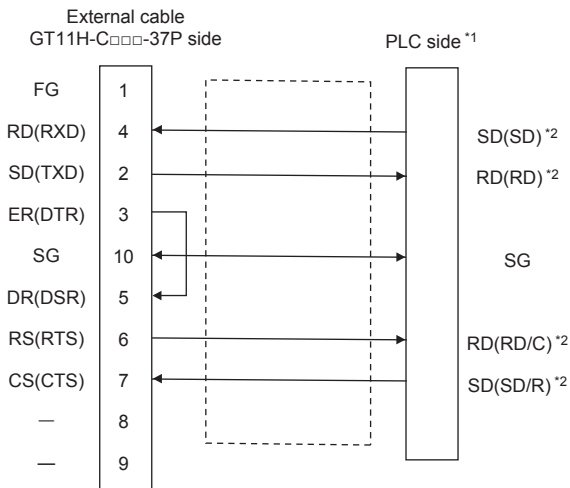 External cable
GT11H-C□□□-37P side
PLC side *1
FG 1
RD(RXD) 4 SD(SD) *2
SD(TXD) 2 RD(RD) *2
ER(DTR) 3
SG 10 SG
DR(DSR) 5
RS(RTS) 6 RD(RD/C) *2
CS(CTS) 7 SD(SD/R) *2
— 8
— 9